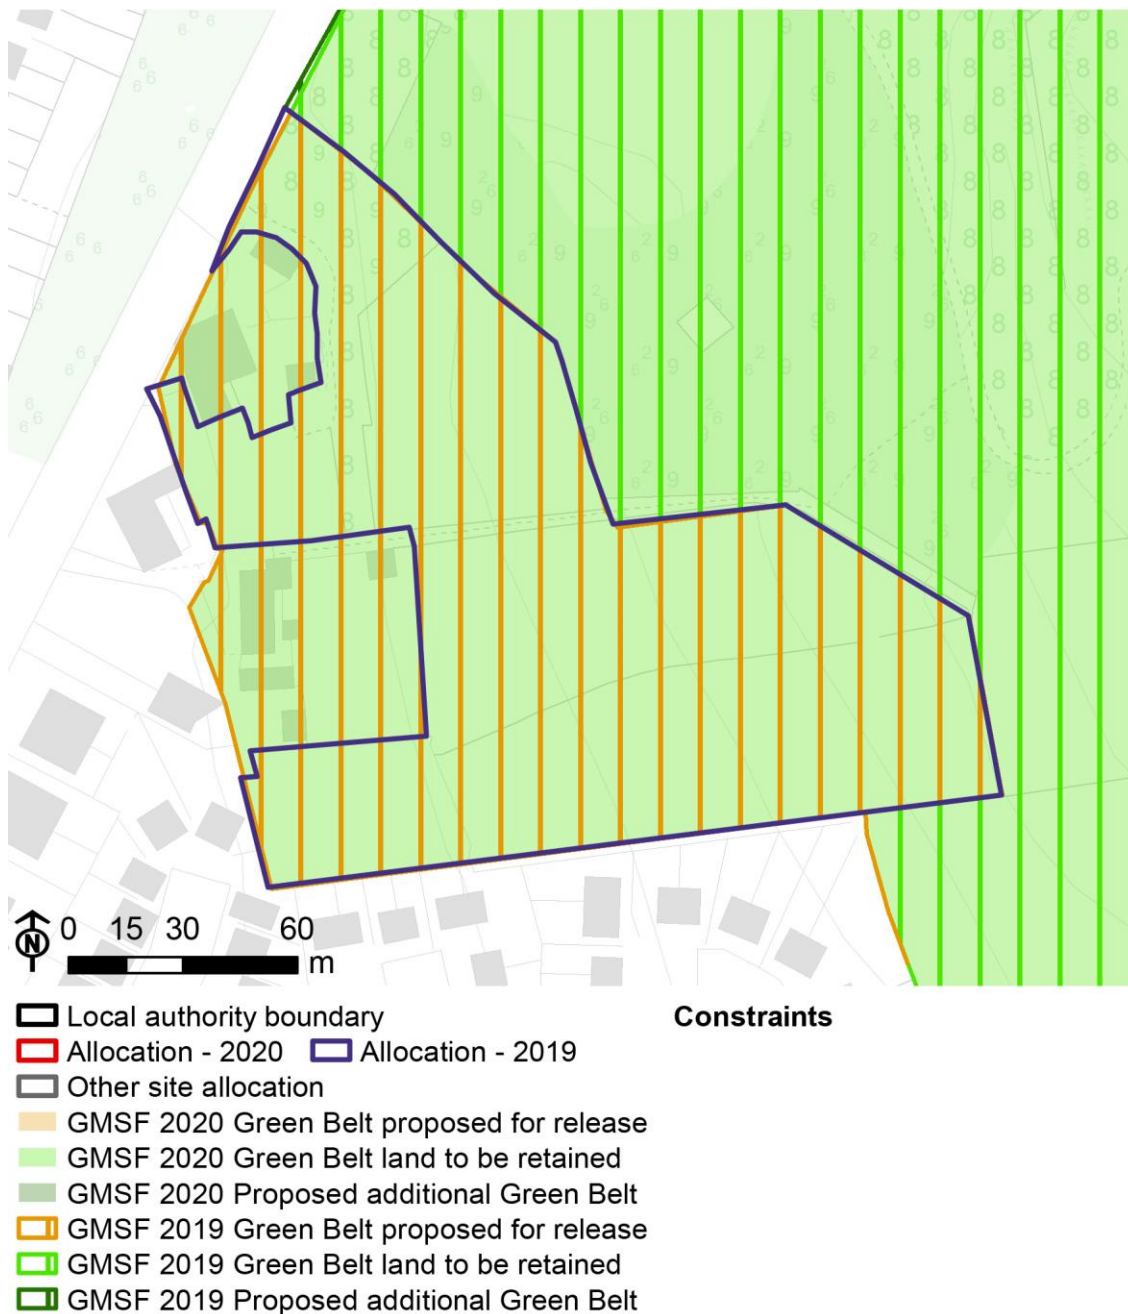 N
0 15 30 60
m
Local authority boundary
Constraints
Allocation - 2020 Allocation - 2019
Other site allocation
GMSF 2020 Green Belt proposed for release
GMSF 2020 Green Belt land to be retained
GMSF 2020 Proposed additional Green Belt
GMSF 2019 Green Belt proposed for release
GMSF 2019 Green Belt land to be retained
GMSF 2019 Proposed additional Green Belt